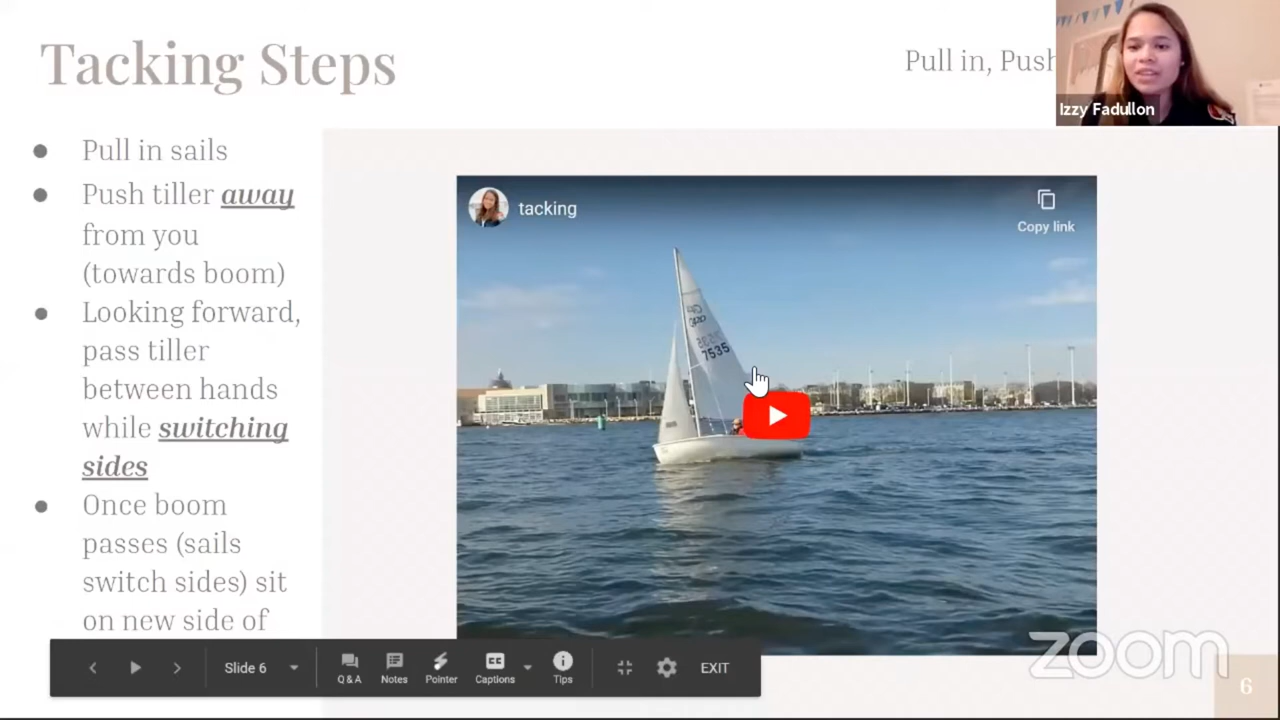 Tacking Steps
Pull in, Push
Izzy Fadullon
Pull in sails
Push tiller away
from you
(towards boom)
Looking forward,
pass tiller
between hands
while switching
sides
Once boom
passes (sails
switch sides) sit
on new side of
tacking
Copy link
7535
Slide 6
Q & A
Notes
Pointer
Captions
Tips
EXIT
zoom
6